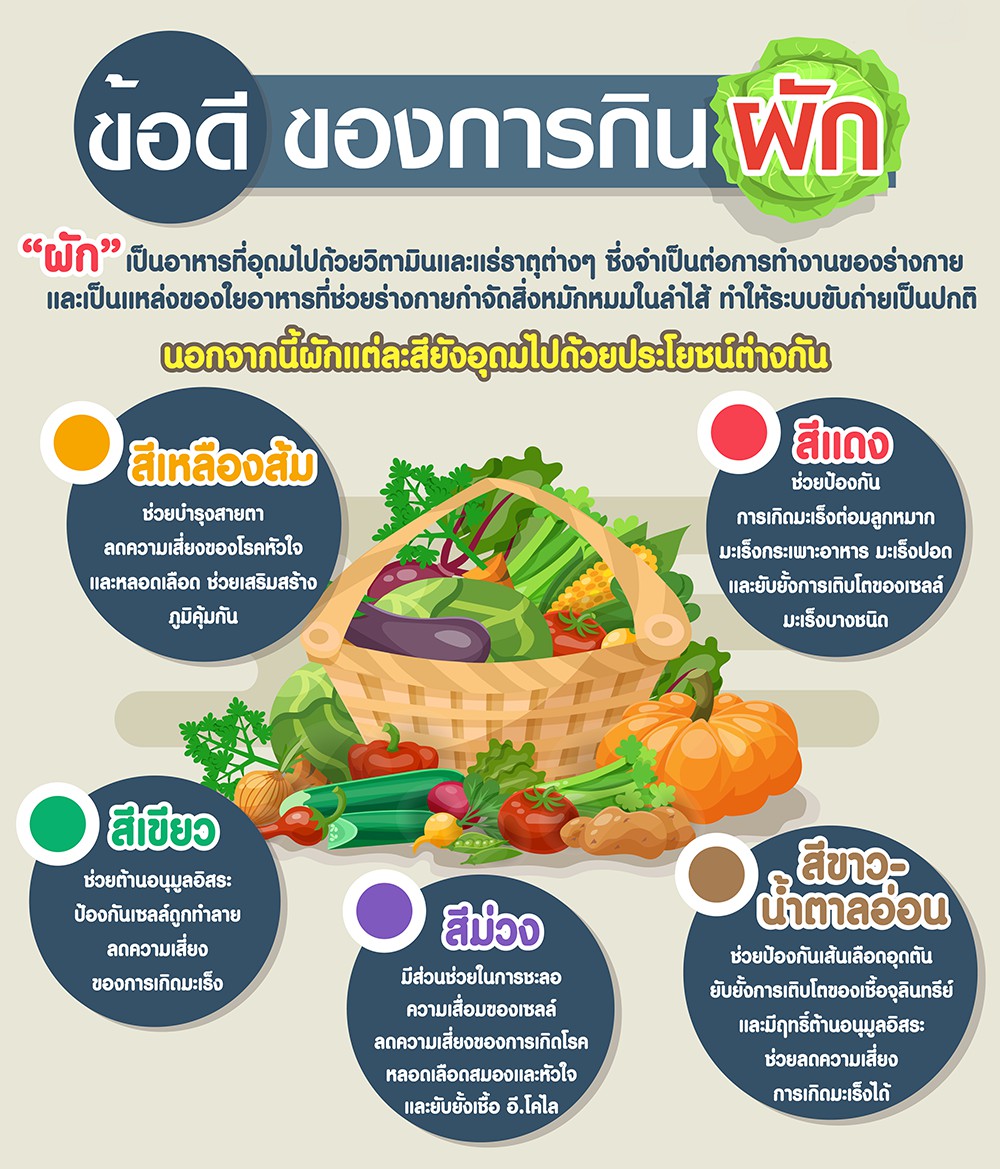 ข้อดี ของการกินผัก
“ผัก” เป็นอาหารที่อุดมไปด้วยวิตามินและแร่ธาตุต่างๆ ซึ่งจำเป็นต่อการทำงานของร่างกาย
และเป็นแหล่งของใยอาหารที่ช่วยร่างกายกำจัดสิ่งหมักหมมในลำไส้ ทำให้ระบบขับถ่ายเป็นปกติ
นอกจากนี้ผักแต่ละสียังอุดมไปด้วยประโยชน์ต่างกัน
สีเหลืองส้ม
ช่วยบำรุงสายตา
ลดความเสี่ยงของโรคหัวใจ
และหลอดเลือด ช่วยเสริมสร้าง
ภูมิคุ้มกัน
สีแดง
ช่วยป้องกัน
การเกิดมะเร็งต่อมลูกหมาก
มะเร็งกระเพาะอาหาร มะเร็งปอด
และยับยั้งการเติบโตของเซลล์
มะเร็งบางชนิด
สีเขียว
ช่วยต้านอนุมูลอิสระ
ป้องกันเซลล์ถูกทำลาย
ลดความเสี่ยง
ของการเกิดมะเร็ง
สีม่วง
มีส่วนช่วยในการชะลอ
ความเสื่อมของเซลล์
ลดความเสี่ยงของการเกิดโรค
หลอดเลือดสมองและหัวใจ
และยับยั้งเชื้อ อี.โคไล
สีขาว-
น้ำตาลอ่อน
ช่วยป้องกันเส้นเลือดอุดตัน
ยับยั้งการเติบโตของเชื้อจุลินทรีย์
และมีฤทธิ์ต้านอนุมูลอิสระ
ช่วยลดความเสี่ยง
การเกิดมะเร็งได้